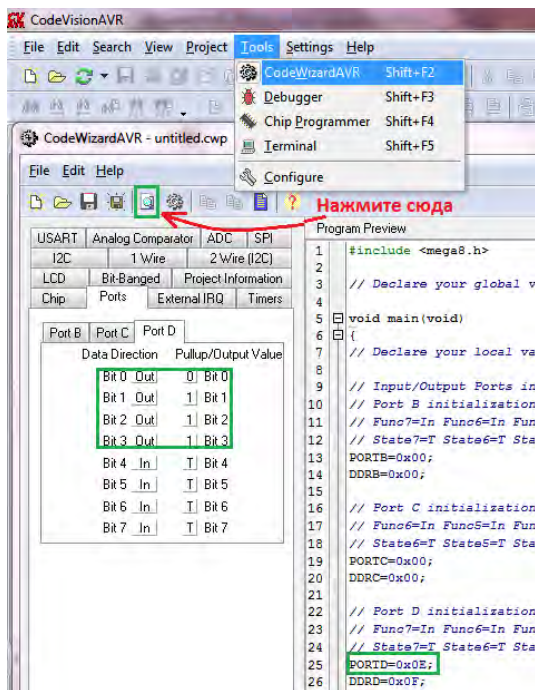 CodeVisionAVR
File Edit Search View Project Tools Settings Help
CodeWizardAVR Shift+F2
Debugger Shift+F3
Chip Programmer Shift+F4
Terminal Shift+F5
Configure
CodeWizardAVR - untitled.cwp
File Edit Help
Нажмите сюда
USART Analog Comparator ADC SPI
I2C 1 Wire 2 Wire (I2C)
LCD Bit-Banged Project Information
Chip Ports External IRQ Timers
Port B Port C Port D
Data Direction Pullup/Output Value
Bit 0 Out 0 Bit 0
Bit 1 Out 1 Bit 1
Bit 2 Out 1 Bit 2
Bit 3 Out 1 Bit 3
Bit 4 In T Bit 4
Bit 5 In T Bit 5
Bit 6 In T Bit 6
Bit 7 In T Bit 7
Program Preview
1 #include <mega8.h>
2
3 // Declare your global v
4
5 void main(void)
6 {
7 // Declare your local va
8
9 // Input/Output Ports in
10 // Port B initialization
11 // Func7=In Func6=In Fun
12 // State7=T State6=T Sta
13 PORTB=0x00;
14 DDRB=0x00;
15
16 // Port C initialization
17 // Func6=In Func5=In Fun
18 // State6=T State5=T Sta
19 PORTC=0x00;
20 DDRC=0x00;
21
22 // Port D initialization
23 // Func7=In Func6=In Fun
24 // State7=T State6=T Sta
25 PORTD=0x0E;
26 DDRD=0x0F;